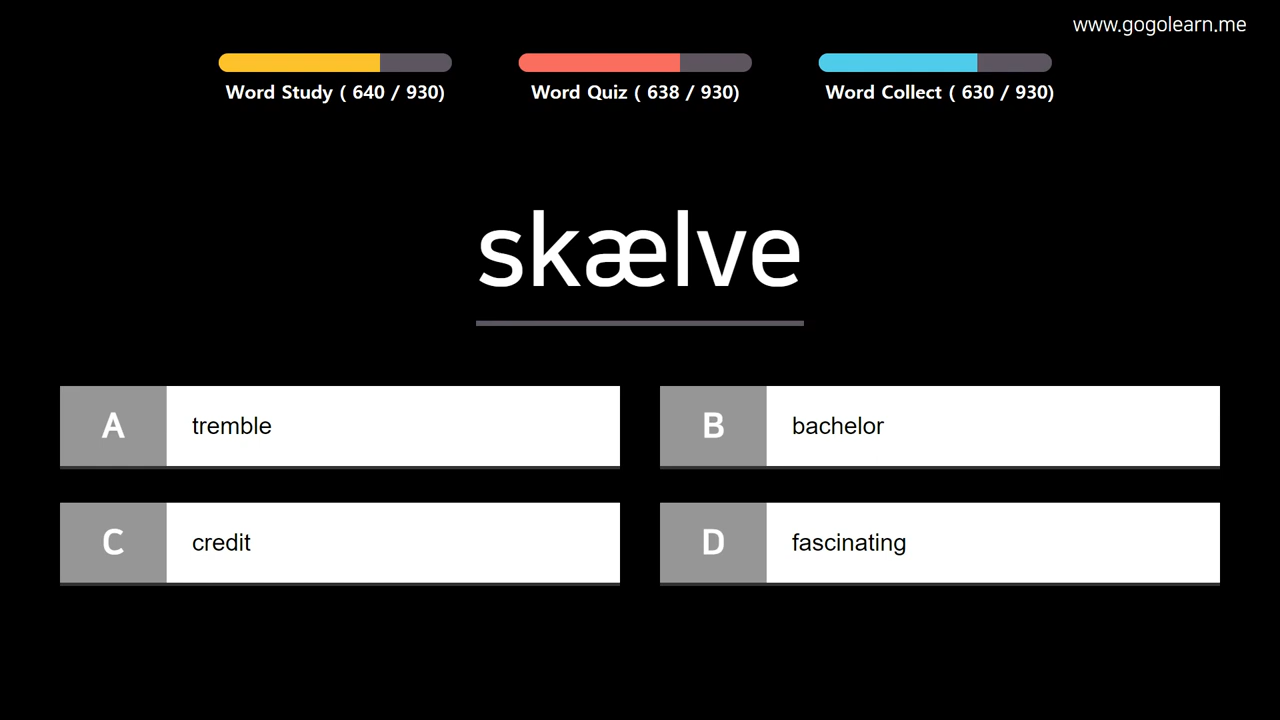 www.gogolearn.me
Word Study ( 640 / 930)
Word Quiz ( 638 / 930)
Word Collect ( 630 / 930)
skælve
A tremble
B bachelor
C credit
D fascinating